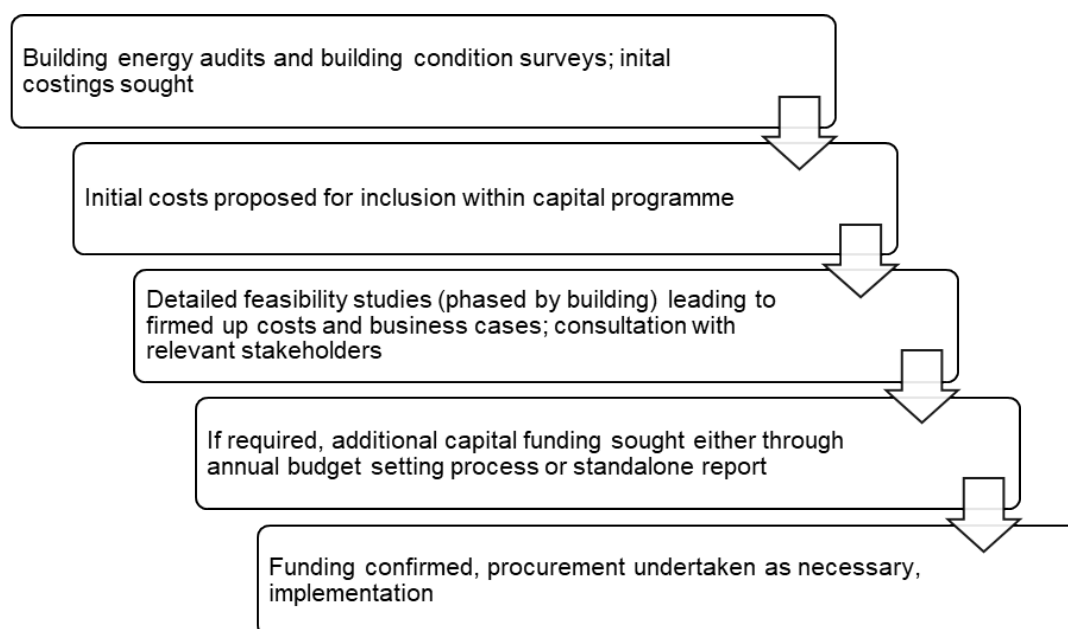 Building energy audits and building condition surveys; inital
costings sought
Initial costs proposed for inclusion within capital programme
Detailed feasibility studies (phased by building) leading to
firmed up costs and business cases; consultation with
relevant stakeholders
If required, additional capital funding sought either through
annual budget setting process or standalone report
Funding confirmed, procurement undertaken as necessary,
implementation